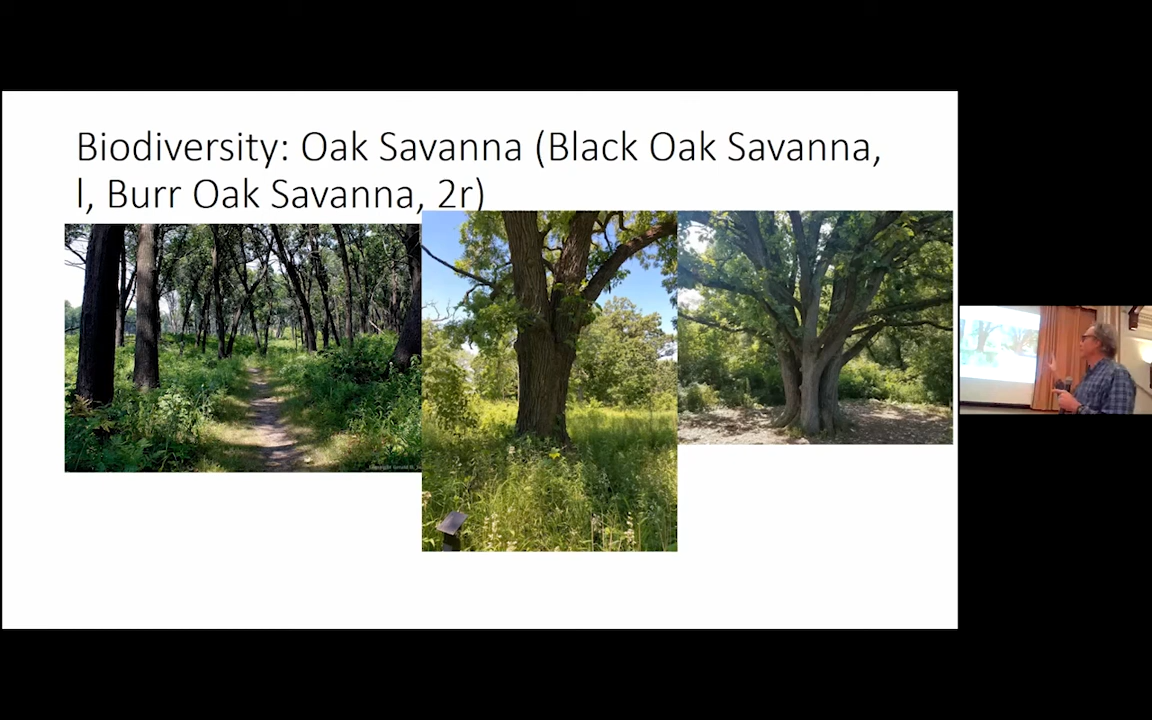 Biodiversity: Oak Savanna (Black Oak Savanna,
l, Burr Oak Savanna, 2r)